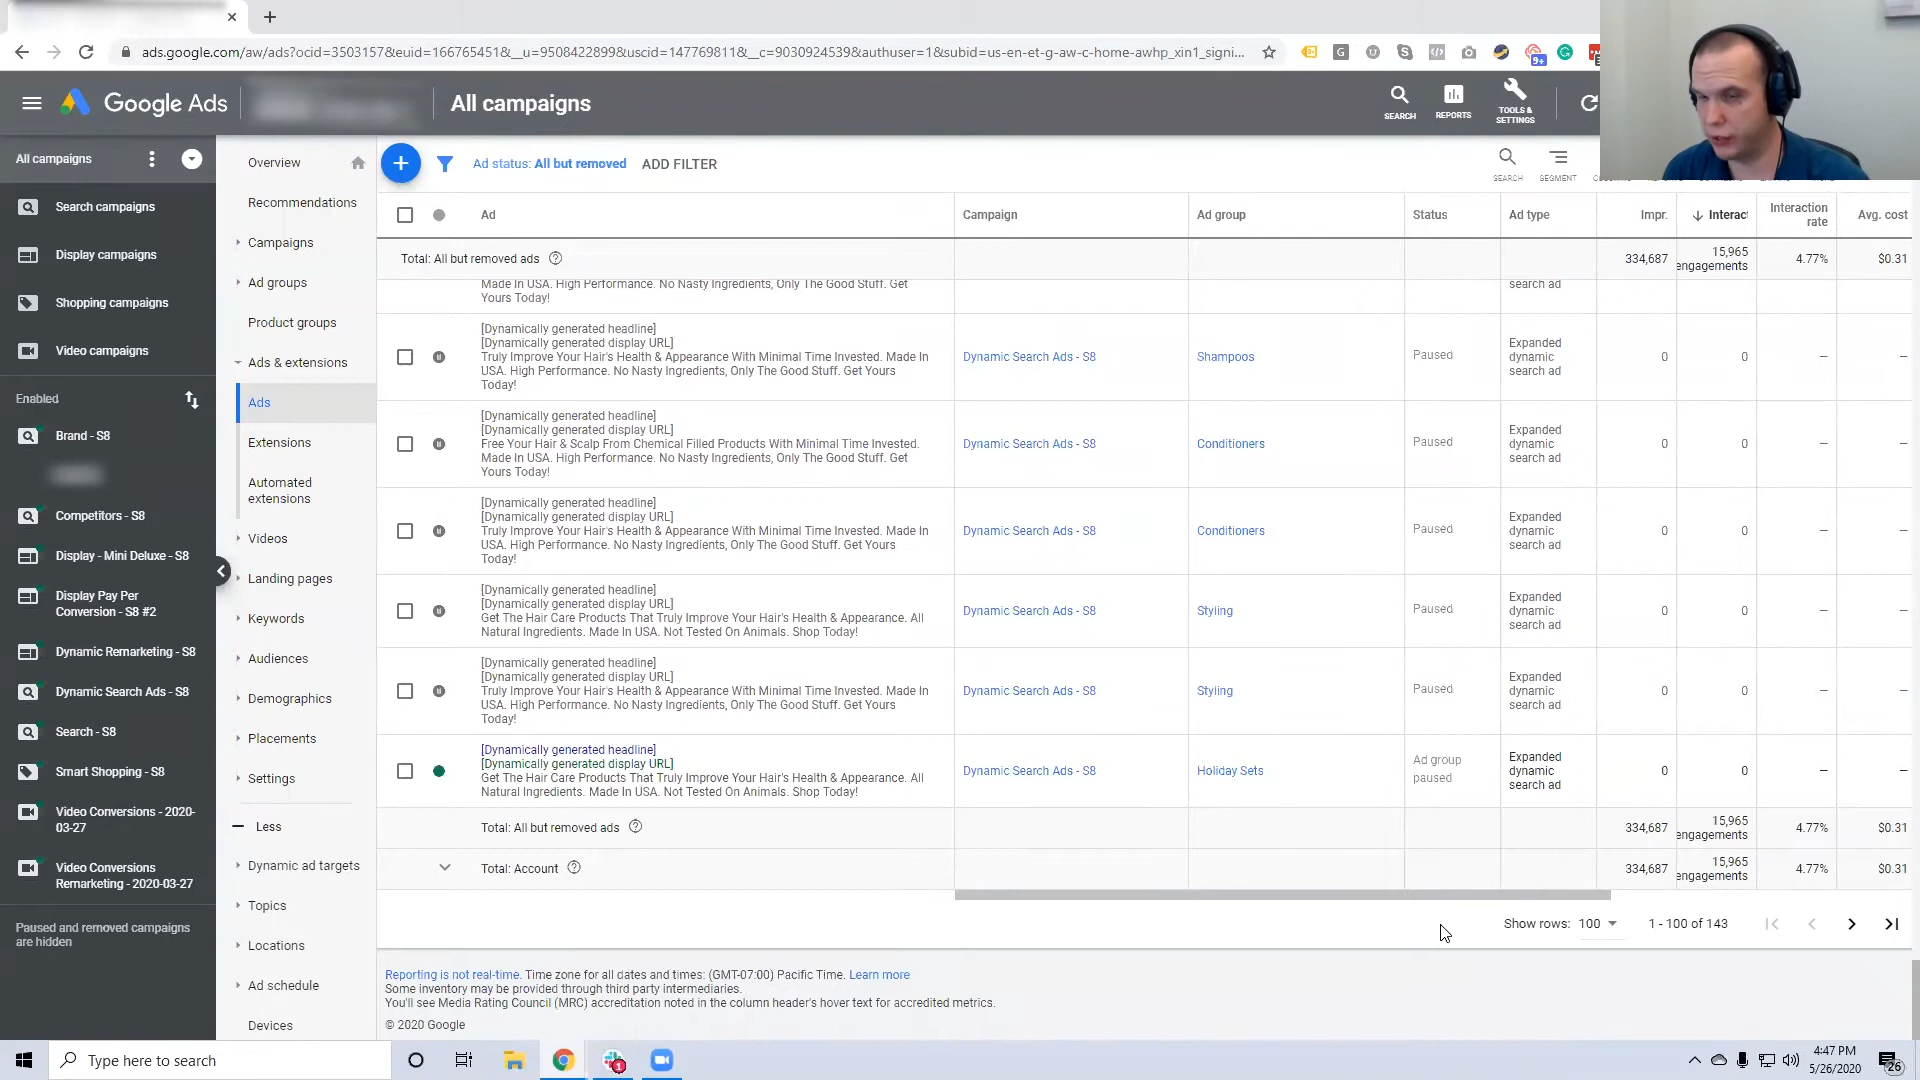 ads.google.com/aw/ads?ocid=3503157&euid=166765451&__u=9508422899&uscid=147769811&__c=9030924539&authuser=1&subid=us-en-et-g-aw-c-home-awhp_xin1_signi...
Google Ads
All campaigns
SEARCH
REPORTS
TOOLS &
SETTINGS
All campaigns
Search campaigns
Display campaigns
Shopping campaigns
Video campaigns
Enabled
Brand - S8
Competitors - S8
Display - Mini Deluxe - S8
Display Pay Per
Conversion - S8 #2
Dynamic Remarketing - S8
Dynamic Search Ads - S8
Search - S8
Smart Shopping - S8
Video Conversions - 2020-
03-27
Video Conversions
Remarketing - 2020-03-27
Paused and removed campaigns
are hidden
Overview
Recommendations
Campaigns
Ad groups
Product groups
Ads & extensions
Ads
Extensions
Automated
extensions
Videos
Landing pages
Keywords
Audiences
Demographics
Placements
Settings
Less
Dynamic ad targets
Topics
Locations
Ad schedule
Devices
Ad status: All but removed ADD FILTER
SEARCH
SEGMENT
Ad Campaign Ad group Status Ad type Impr. Interac Interaction
rate Avg. cost
Total: All but removed ads 334,687 15,965
engagements 4.77% $0.31
Made In USA. High Performance. No Nasty Ingredients, Only The Good Stuff. Get
Yours Today!
search ad
[Dynamically generated headline]
[Dynamically generated display URL]
Truly Improve Your Hair's Health & Appearance With Minimal Time Invested. Made In
USA. High Performance. No Nasty Ingredients, Only The Good Stuff. Get Yours
Today!
Dynamic Search Ads - S8 Shampoos Paused
Expanded
dynamic
search ad
0 0 – –
[Dynamically generated headline]
[Dynamically generated display URL]
Free Your Hair & Scalp From Chemical Filled Products With Minimal Time Invested.
Made In USA. High Performance. No Nasty Ingredients, Only The Good Stuff. Get
Yours Today!
Dynamic Search Ads - S8 Conditioners Paused
Expanded
dynamic
search ad
0 0 – –
[Dynamically generated headline]
[Dynamically generated display URL]
Truly Improve Your Hair's Health & Appearance With Minimal Time Invested. Made In
USA. High Performance. No Nasty Ingredients, Only The Good Stuff. Get Yours
Today!
Dynamic Search Ads - S8 Conditioners Paused
Expanded
dynamic
search ad
0 0 – –
[Dynamically generated headline]
[Dynamically generated display URL]
Get The Hair Care Products That Truly Improve Your Hair's Health & Appearance. All
Natural Ingredients. Made In USA. Not Tested On Animals. Shop Today!
Dynamic Search Ads - S8 Styling Paused
Expanded
dynamic
search ad
0 0 – –
[Dynamically generated headline]
[Dynamically generated display URL]
Truly Improve Your Hair's Health & Appearance With Minimal Time Invested. Made In
USA. High Performance. No Nasty Ingredients, Only The Good Stuff. Get Yours
Today!
Dynamic Search Ads - S8 Styling Paused
Expanded
dynamic
search ad
0 0 – –
[Dynamically generated headline]
[Dynamically generated display URL]
Get The Hair Care Products That Truly Improve Your Hair's Health & Appearance. All
Natural Ingredients. Made In USA. Not Tested On Animals. Shop Today!
Dynamic Search Ads - S8 Holiday Sets
Ad group
paused
Expanded
dynamic
search ad
0 0 – –
Total: All but removed ads 334,687 15,965
engagements 4.77% $0.31
Total: Account 334,687 15,965
engagements 4.77% $0.31
Show rows: 100 1 - 100 of 143
Reporting is not real-time. Time zone for all dates and times: (GMT-07:00) Pacific Time. Learn more
Some inventory may be provided through third party intermediaries.
You'll see Media Rating Council (MRC) accreditation noted in the column header's hover text for accredited metrics.
© 2020 Google
Type here to search
1
4:47 PM
5/26/2020
26